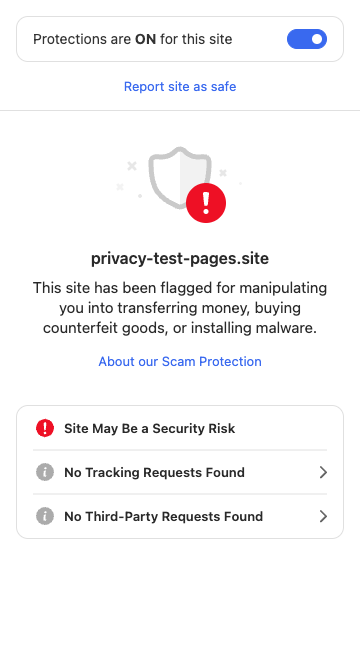 Protections are ON for this site
Report site as safe
privacy-test-pages.site
This site has been flagged for manipulating
you into transferring money, buying
counterfeit goods, or installing malware.
About our Scam Protection
Site May Be a Security Risk
No Tracking Requests Found
No Third-Party Requests Found